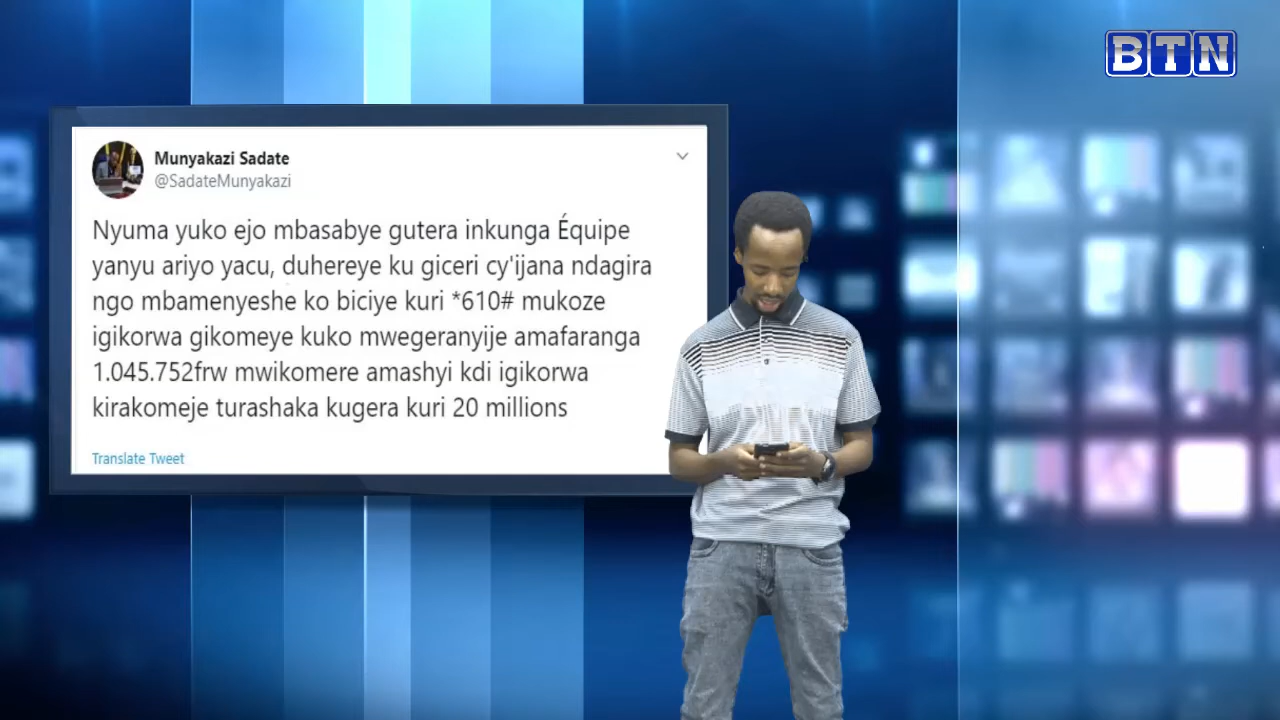 BTN
Munyakazi Sadate
@SadateMunyakazi
Nyuma yuko ejo mbasabye gutera inkunga Équipe
yanyu ariyo yacu, duhereye ku giceri cy'ijana ndagira
ngo mbamenyeshe ko biciye kuri *610# mukoze
igikorwa gikomeye kuko mwegeranyije amafaranga
1.045.752frw mwikomere amashyi kdi igikorwa
kirakomeje turashaka kugera kuri 20 millions
Translate Tweet